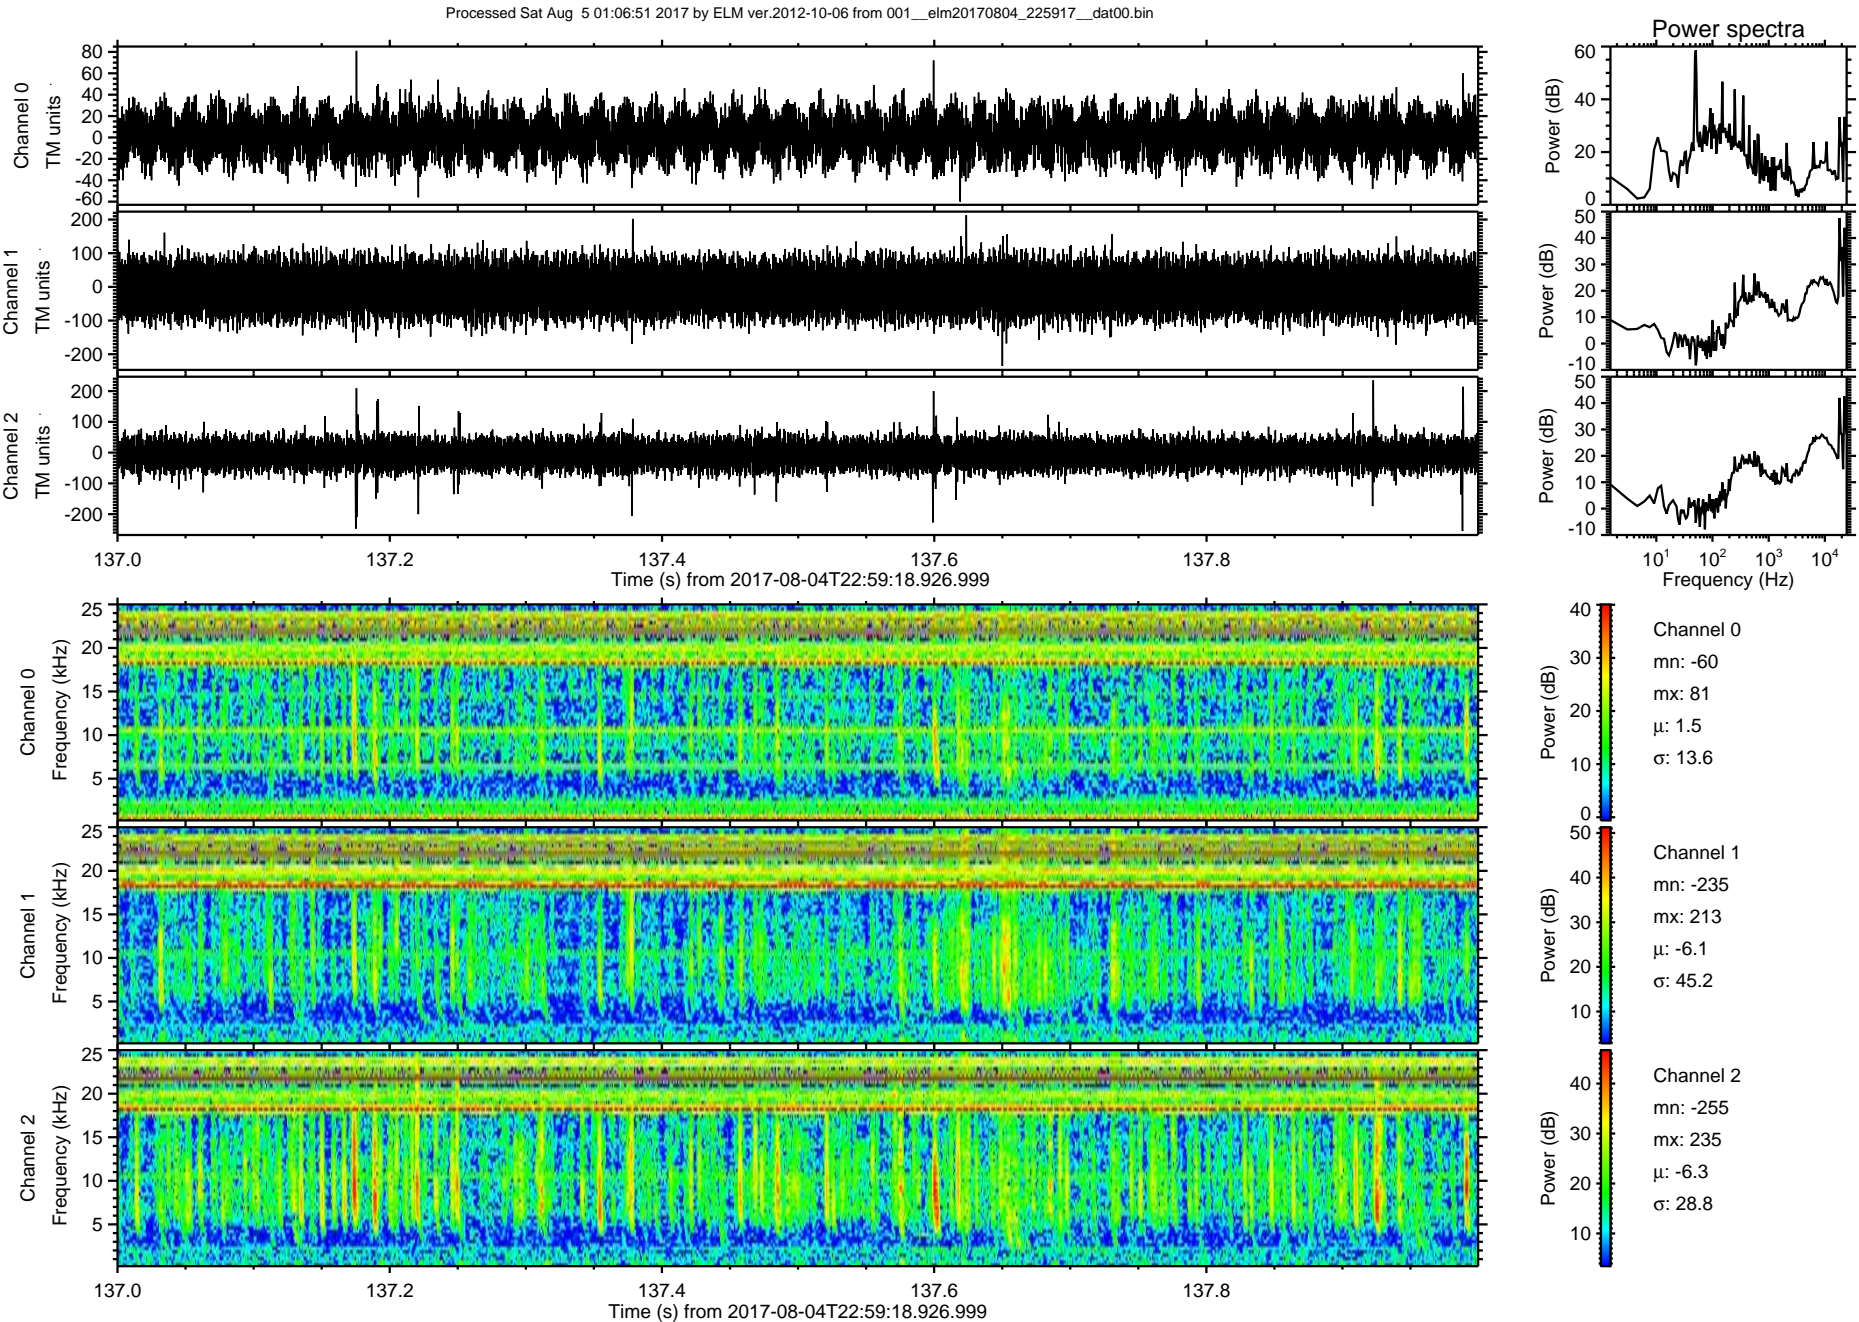 Processed Sat Aug  5 01:06:51 2017 by ELM ver.2012-10-06 from 001__elm20170804_225917__dat00.bin
Power spectra
Channel 0
TM units
80
60
40
20
0
-20
-40
-60
Power (dB)
60
40
20
0
Channel 1
TM units
200
100
0
-100
-200
Power (dB)
50
40
30
20
10
0
-10
Channel 2
TM units
200
100
0
-100
-200
Power (dB)
50
40
30
20
10
0
-10
137.0 137.2 137.4 137.6 137.8
Time (s) from 2017-08-04T22:59:18.926.999
10¹ 10² 10³ 10⁴
Frequency (Hz)
Channel 0
Frequency (kHz)
25
20
15
10
5
Power (dB)
40
30
20
10
0
Channel 0
mn: -60
mx: 81
μ: 1.5
σ: 13.6
Channel 1
Frequency (kHz)
25
20
15
10
5
Power (dB)
50
40
30
20
10
Channel 1
mn: -235
mx: 213
μ: -6.1
σ: 45.2
Channel 2
Frequency (kHz)
25
20
15
10
5
Power (dB)
40
30
20
10
Channel 2
mn: -255
mx: 235
μ: -6.3
σ: 28.8
137.0 137.2 137.4 137.6 137.8
Time (s) from 2017-08-04T22:59:18.926.999